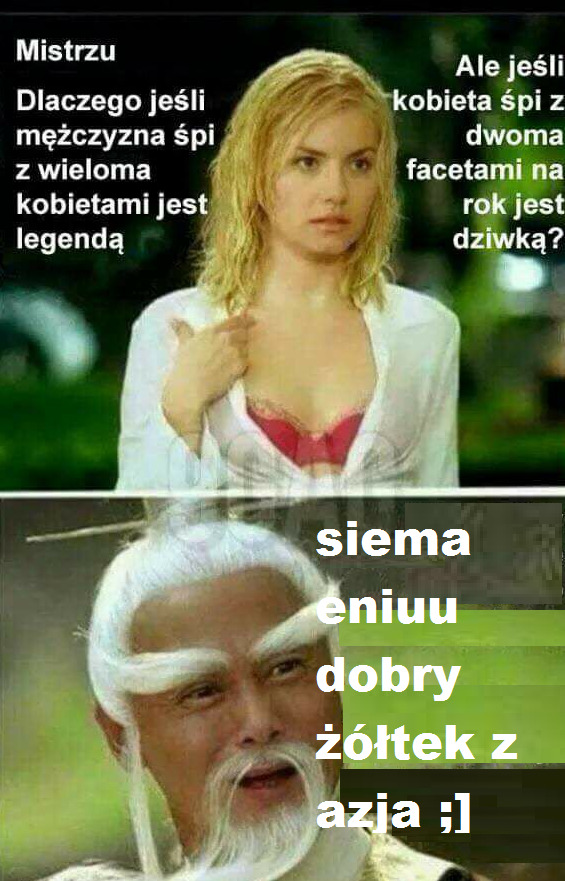 Mistrzu
Dlaczego jeśli
mężczyzna śpi
z wieloma
kobietami jest
legendą
Ale jeśli
kobieta śpi z
dwoma
facetami na
rok jest
dziwką?
9GAG
siema
eniuu
dobry
żółtek z
azja ;]